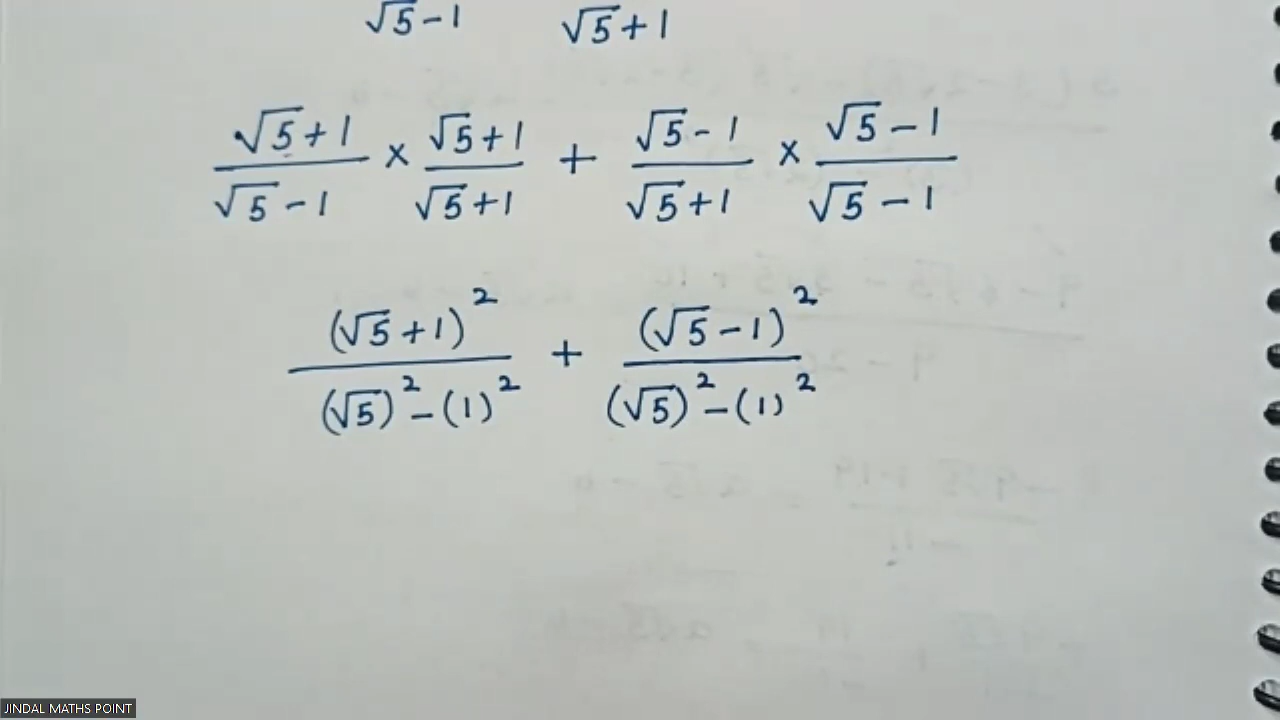 √5-1 √5+1
(√5+1)/(√5-1) × (√5+1)/(√5+1) + (√5-1)/(√5+1) × (√5-1)/(√5-1)
(√5+1)²/((√5)²-(1)²) + (√5-1)²/((√5)²-(1)²)
JINDAL MATHS POINT